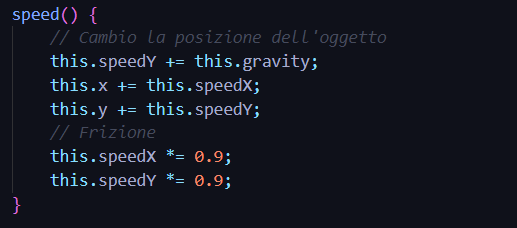 speed() {
    // Cambio la posizione dell'oggetto
    this.speedY += this.gravity;
    this.x += this.speedX;
    this.y += this.speedY;
    // Frizione
    this.speedX *= 0.9;
    this.speedY *= 0.9;
}